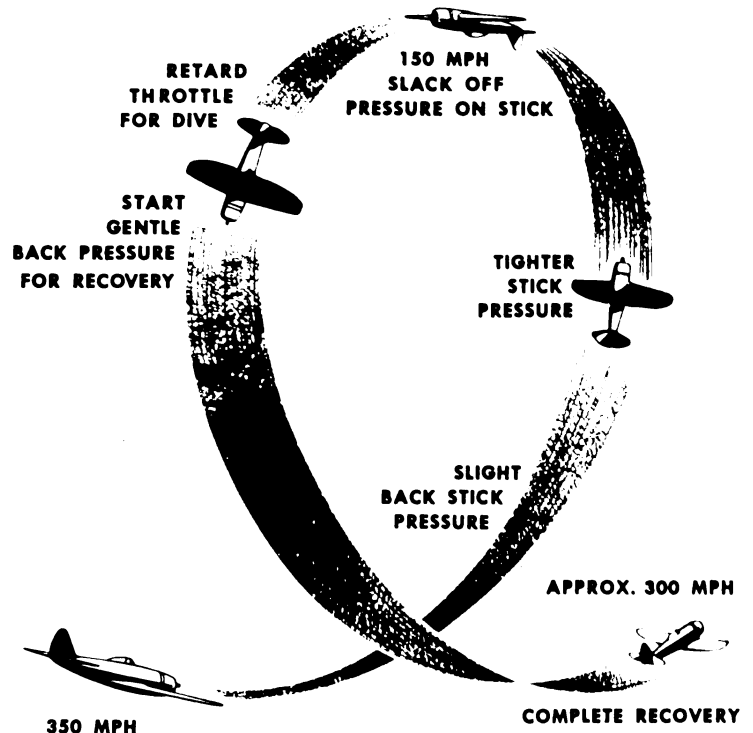 150 MPH
SLACK OFF
PRESSURE ON STICK
RETARD
THROTTLE
FOR DIVE
START
GENTLE
BACK PRESSURE
FOR RECOVERY
TIGHTER
STICK
PRESSURE
SLIGHT
BACK STICK
PRESSURE
APPROX. 300 MPH
350 MPH
COMPLETE RECOVERY